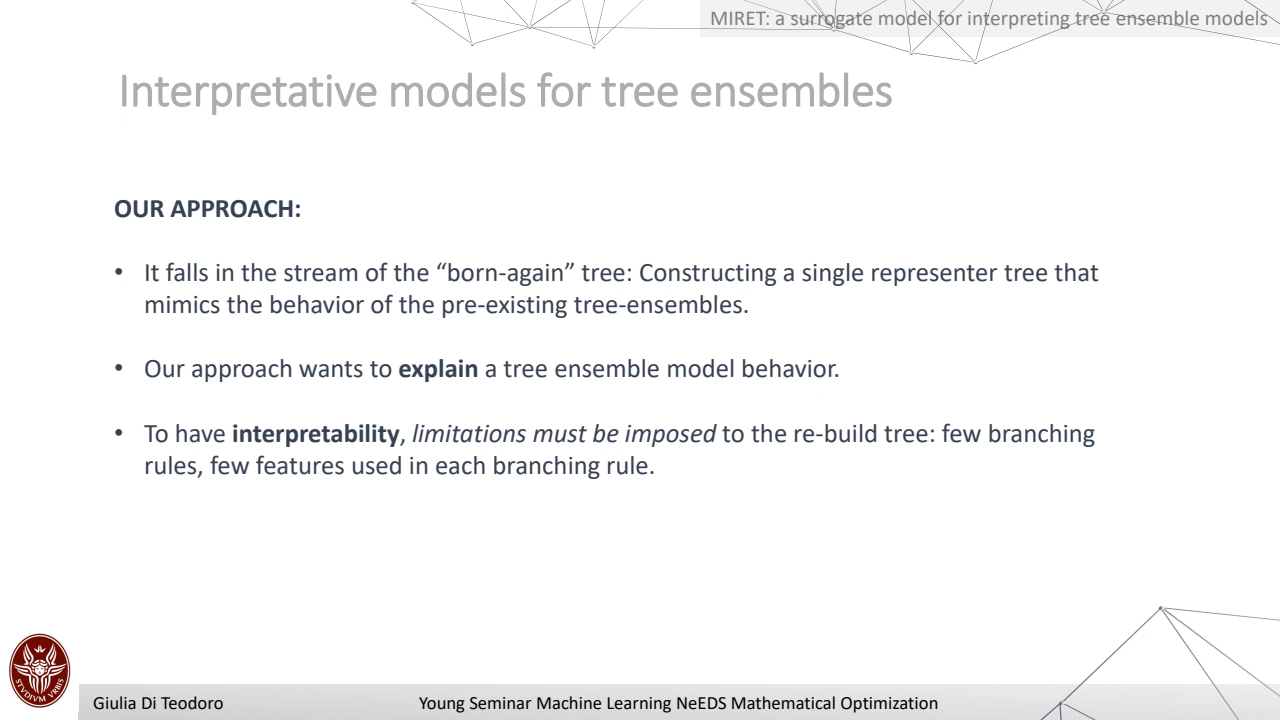 MIRET: a surrogate model for interpreting tree ensemble models
Interpretative models for tree ensembles
OUR APPROACH:
• It falls in the stream of the “born-again” tree: Constructing a single representer tree that
mimics the behavior of the pre-existing tree-ensembles.
• Our approach wants to explain a tree ensemble model behavior.
• To have interpretability, limitations must be imposed to the re-build tree: few branching
rules, few features used in each branching rule.
STVDIVM VRBIS
Giulia Di Teodoro
Young Seminar Machine Learning NeEDS Mathematical Optimization